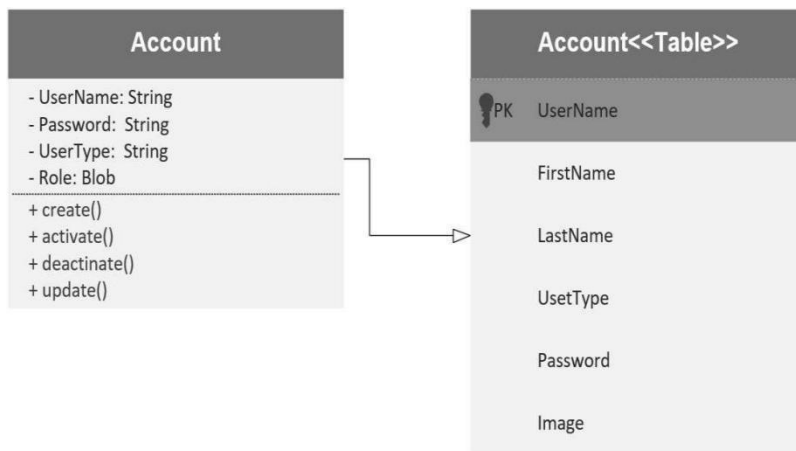 Account
- UserName: String
- Password: String
- UserType: String
- Role: Blob
+ create()
+ activate()
+ deactinate()
+ update()
Account<<Table>>
PK UserName
FirstName
LastName
UsetType
Password
Image